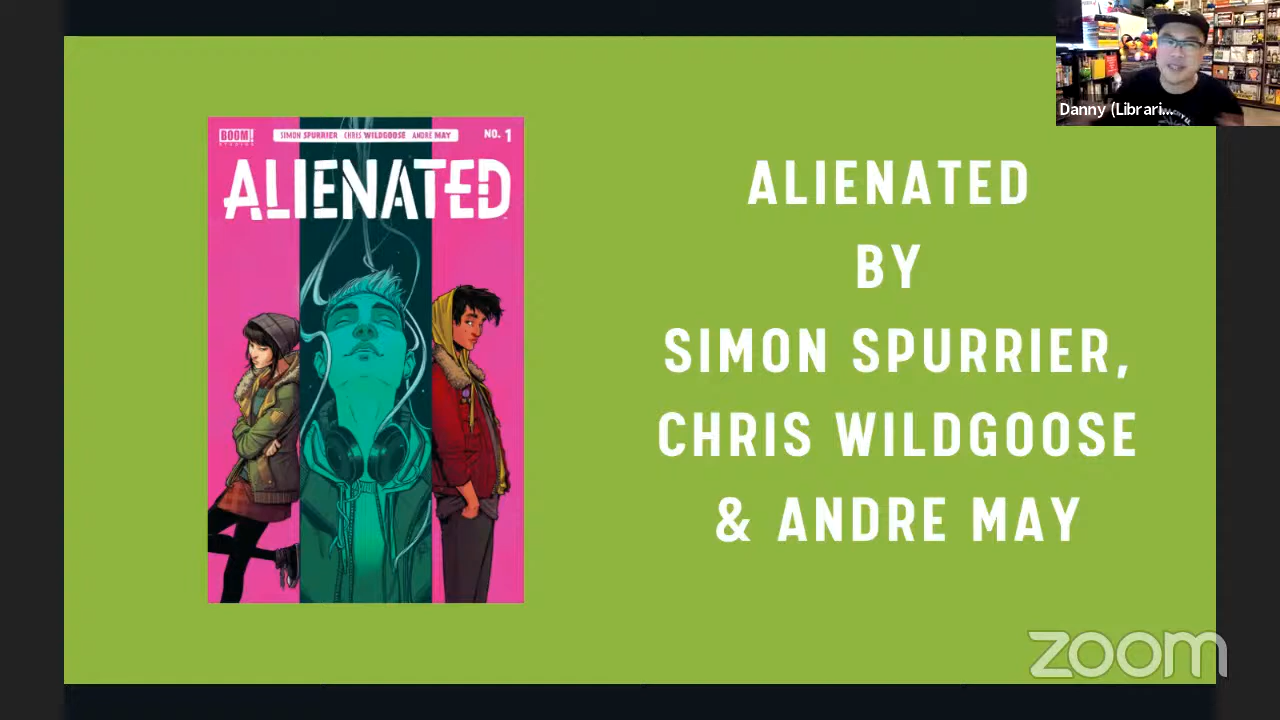 Danny (Librari...
BOOM!
STUDIOS
SIMON SPURRIER CHRIS WILDGOOSE ANDRE MAY
NO. 1
ALIENATED
ALIENATED
BY
SIMON SPURRIER,
CHRIS WILDGOOSE
& ANDRE MAY
zoom